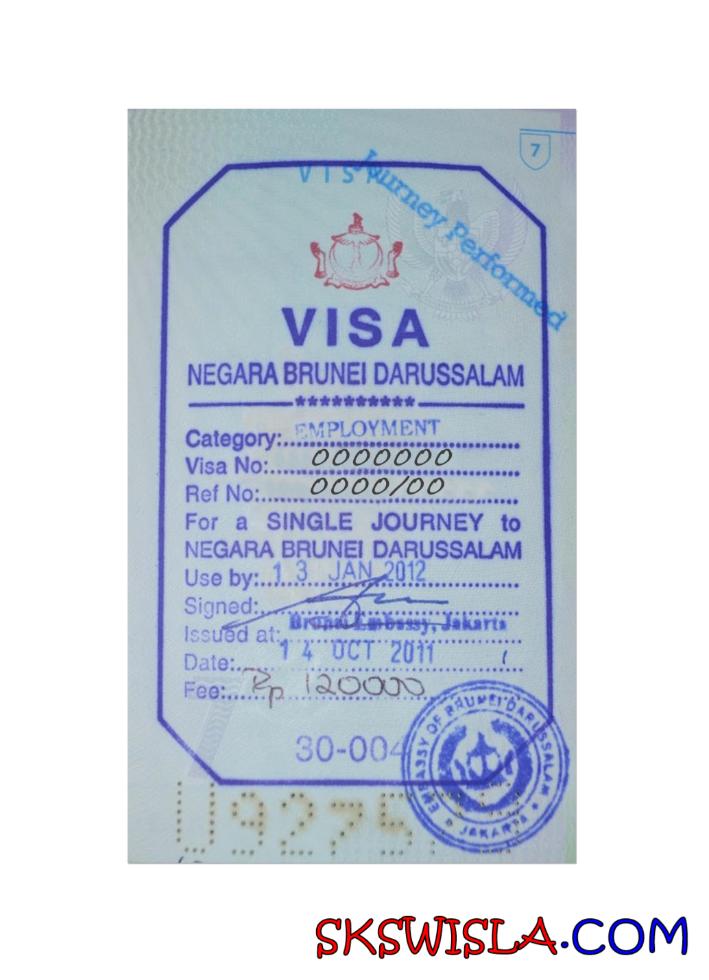 7
VISA
Journey Performed
VISA
NEGARA BRUNEI DARUSSALAM
**********
Category: EMPLOYMENT
Visa No: 0000000
Ref No: 0000/00
For a SINGLE JOURNEY to
NEGARA BRUNEI DARUSSALAM
Use by: 13 JAN 2012
Signed:
Issued at: Brunei Embassy, Jakarta
Date: 14 OCT 2011
Fee: Rp 120000
30-004
EMBASSY OF BRUNEI DARUSSALAM
JAKARTA
U9275
SKSWISLA.COM